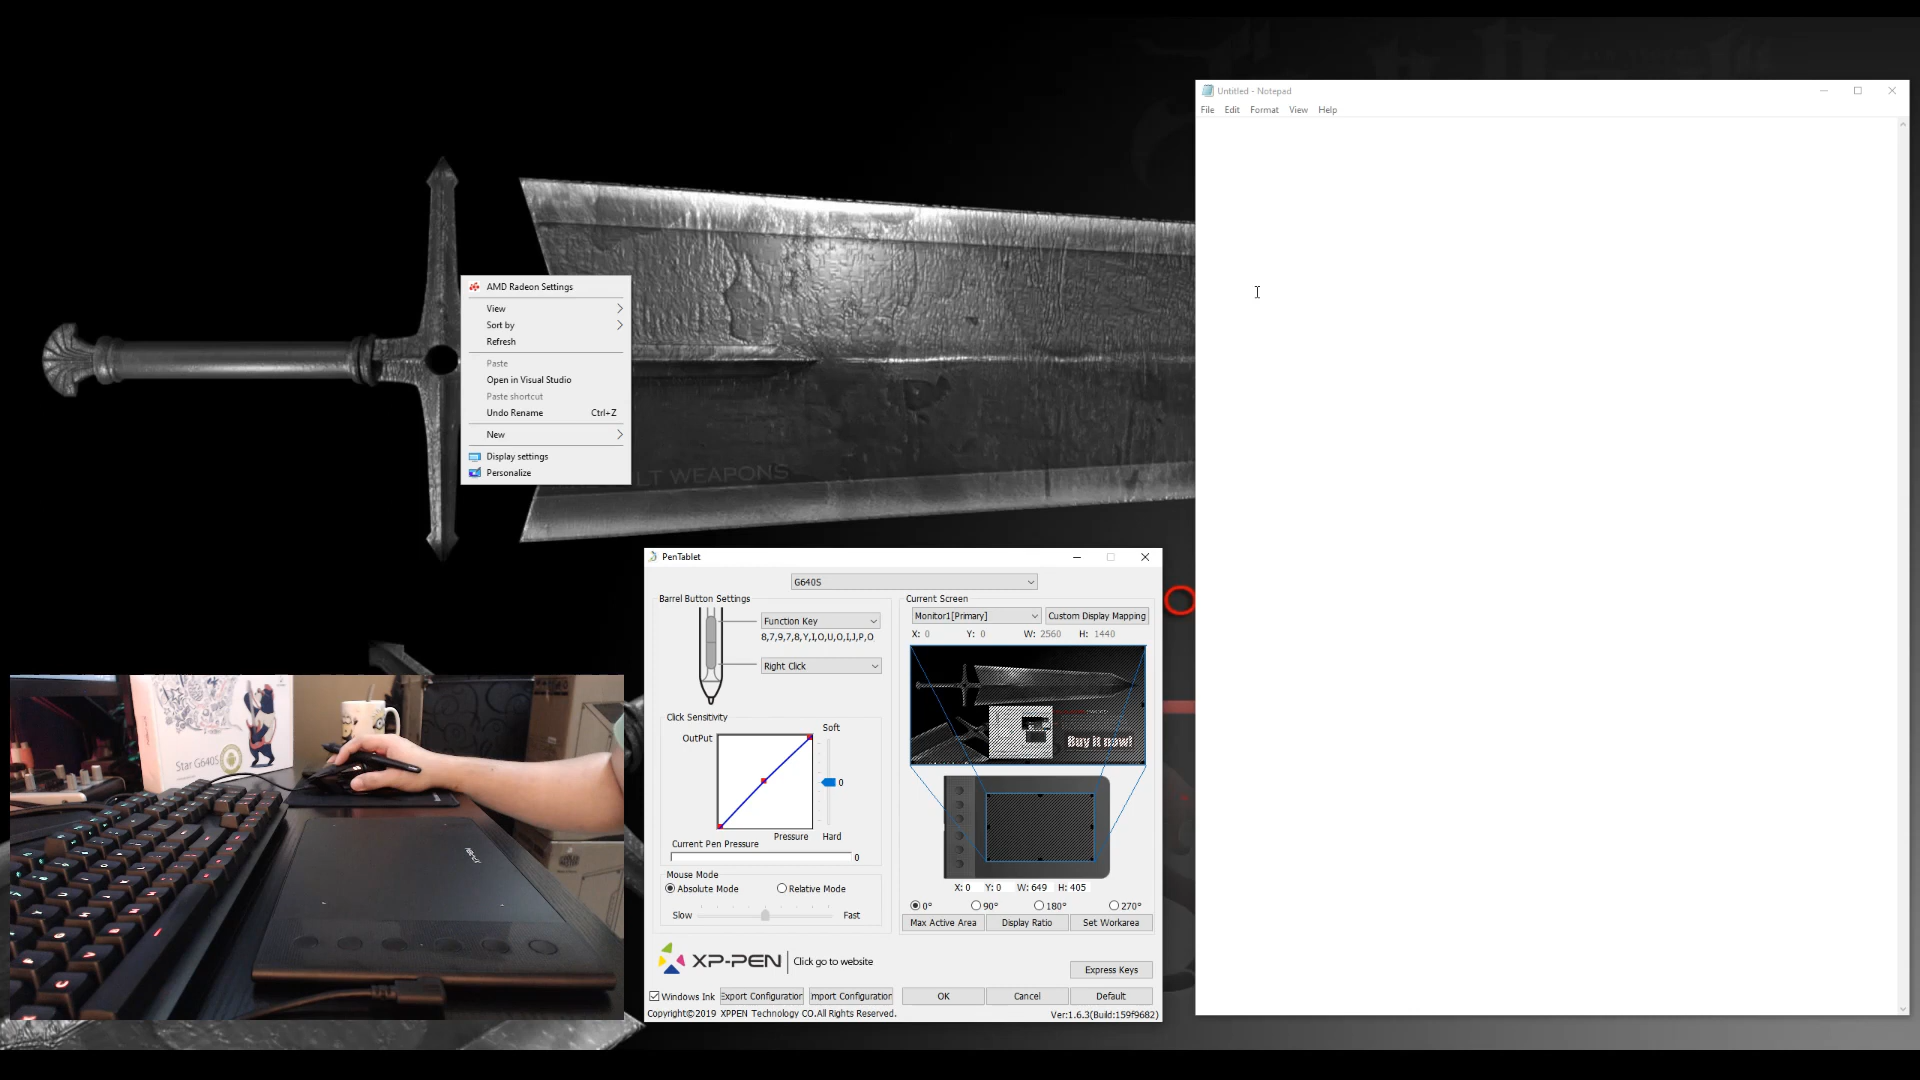 Untitled - Notepad
File Edit Format View Help
AMD Radeon Settings
View
Sort by
Refresh
Paste
Open in Visual Studio
Paste shortcut
Undo Rename Ctrl+Z
New
Display settings
Personalize
LT WEAPONS
PenTablet
G640S
Barrel Button Settings
Function Key
8,7,9,7,8,Y,I,O,U,O,I,J,P,O
Right Click
Click Sensitivity
OutPut
Soft
0
Pressure
Hard
Current Pen Pressure
0
Mouse Mode
Absolute Mode Relative Mode
Slow Fast
Current Screen
Monitor1[Primary] Custom Display Mapping
X: 0 Y: 0 W: 2560 H: 1440
Buy it now!
X: 0 Y: 0 W: 649 H: 405
0° 90° 180° 270°
Max Active Area Display Ratio Set Workarea
XP-PEN Click go to website
Express Keys
Windows Ink Export Configuration Import Configuration OK Cancel Default
Copyright©2019 XPPEN Technology CO.All Rights Reserved. Ver:1.6.3(Build:159f9682)
Star G640S